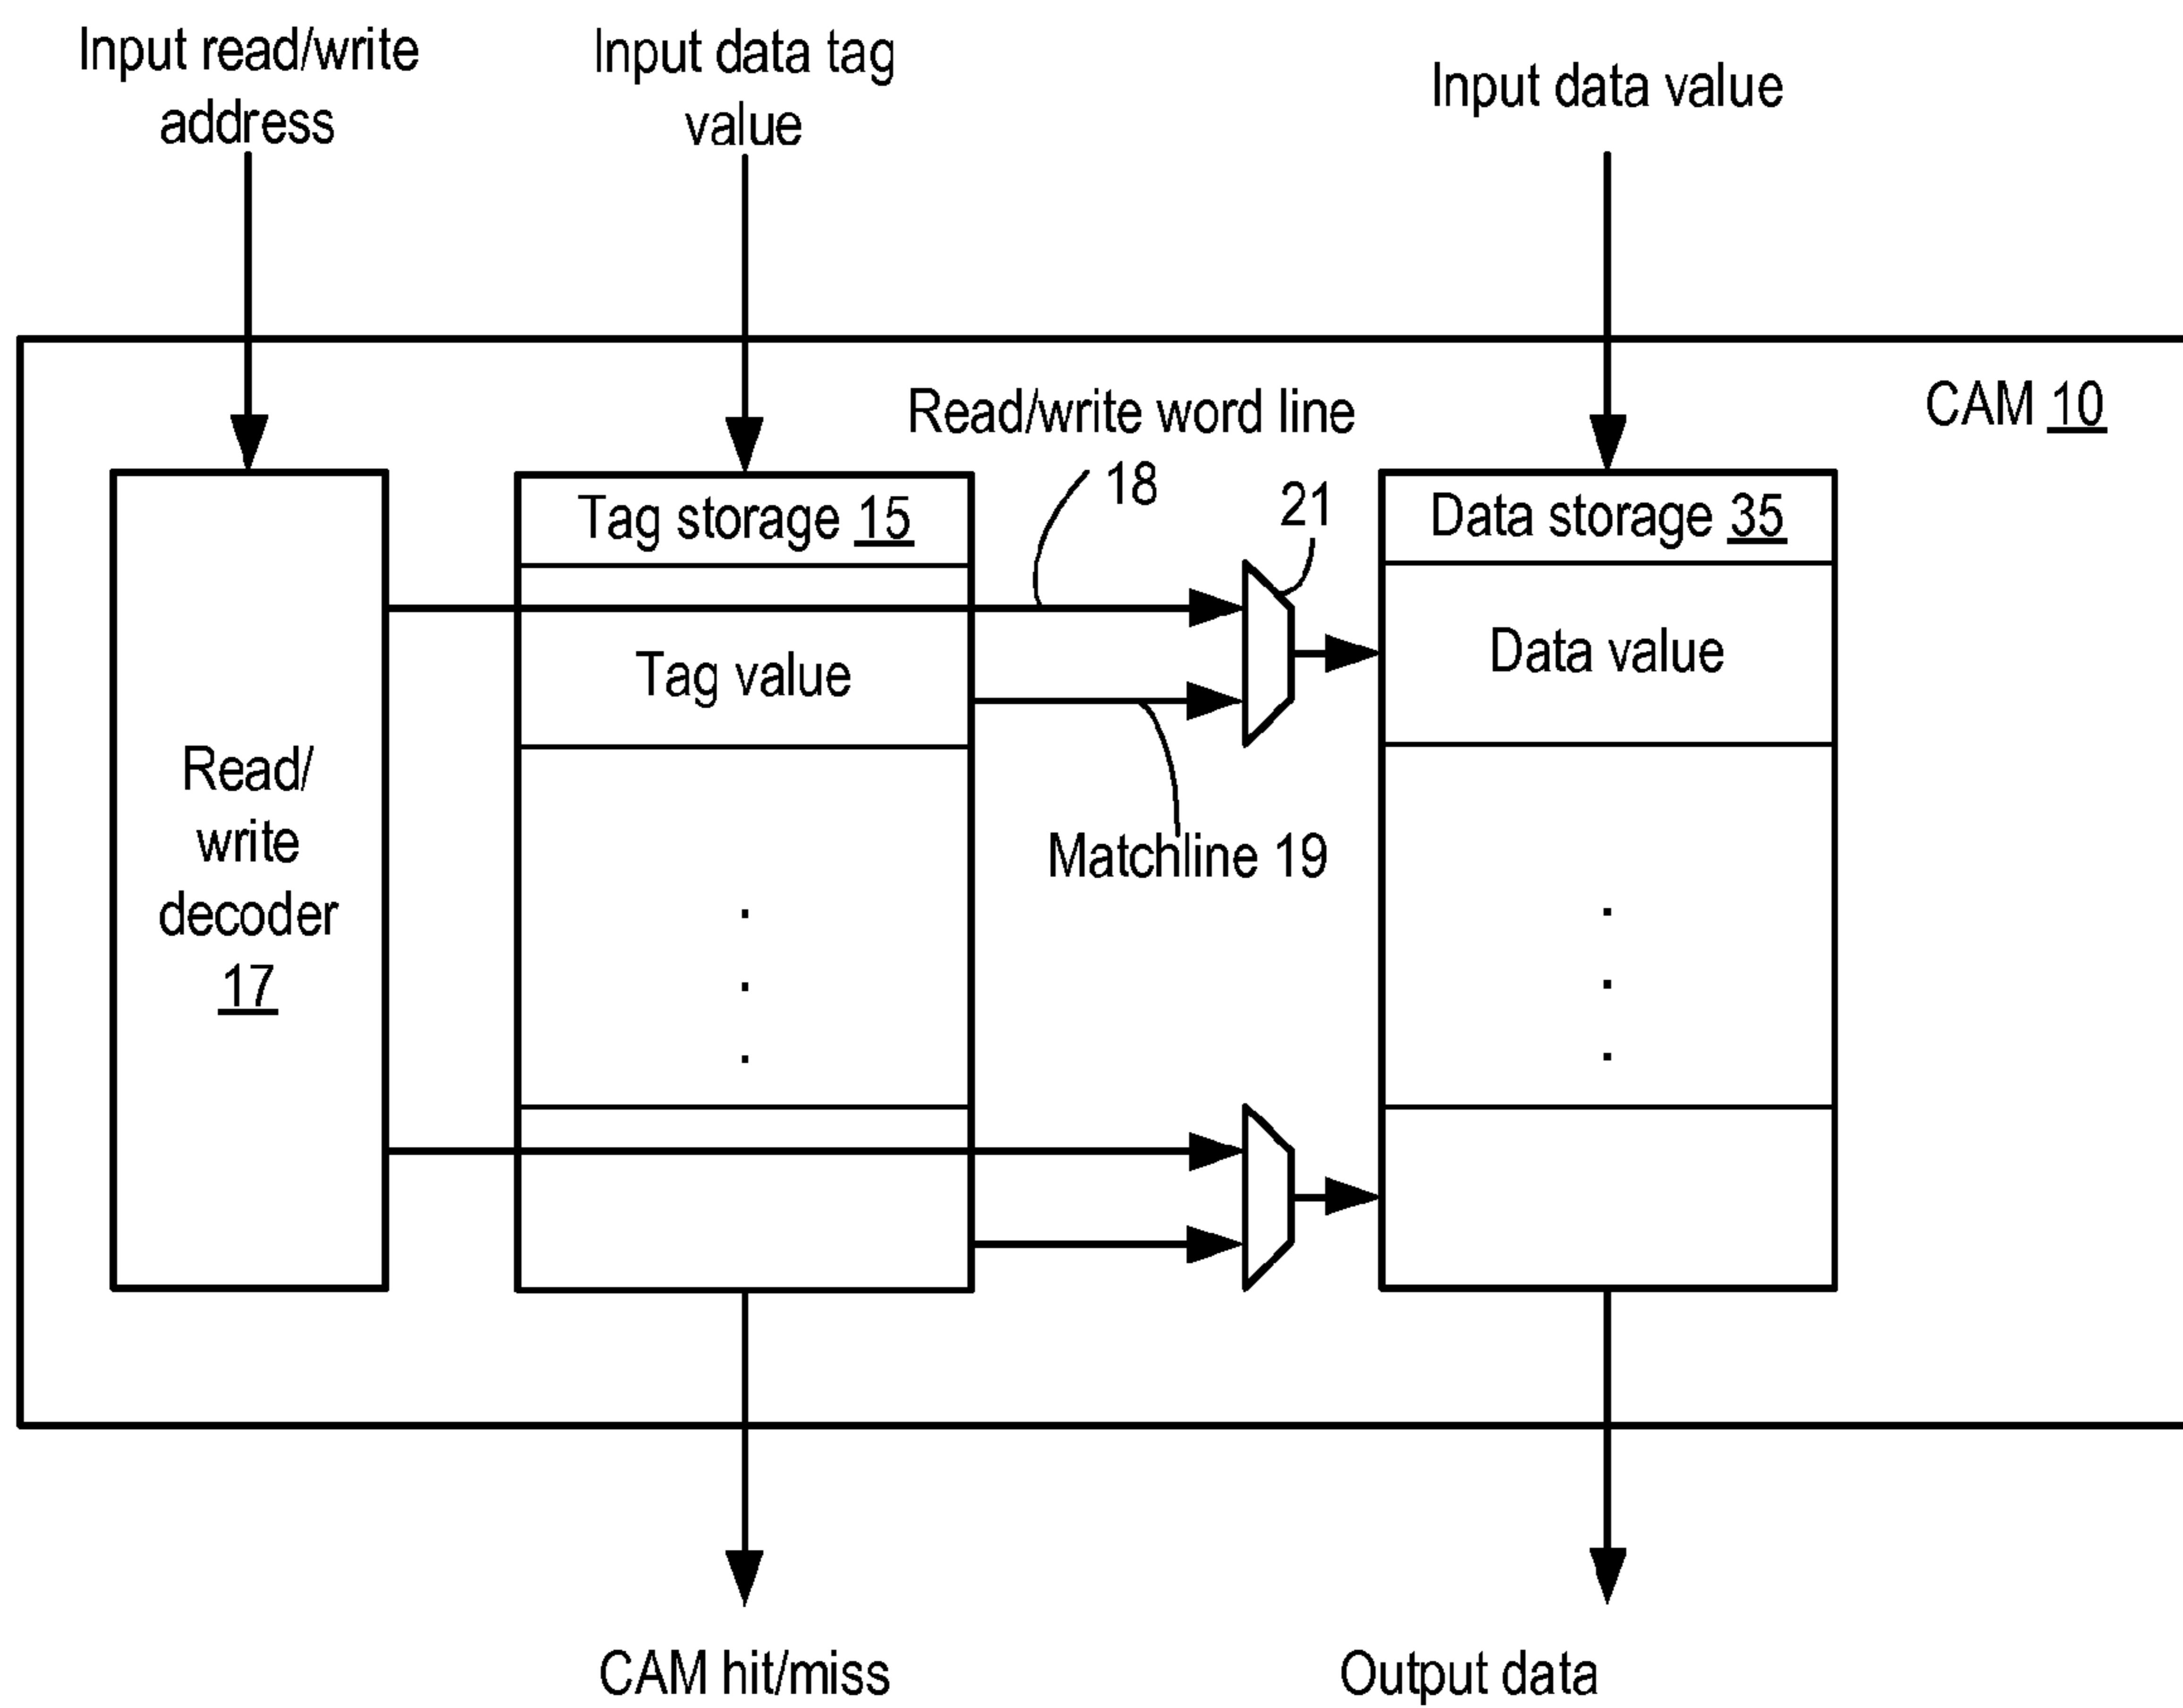 Input read/write
address
Input data tag
value
Input data value
CAM 10
Read/write word line
18
21
Tag storage 15
Data storage 35
Tag value
Data value
Matchline 19
Read/
write
decoder
17
.
.
.
.
.
.
CAM hit/miss
Output data